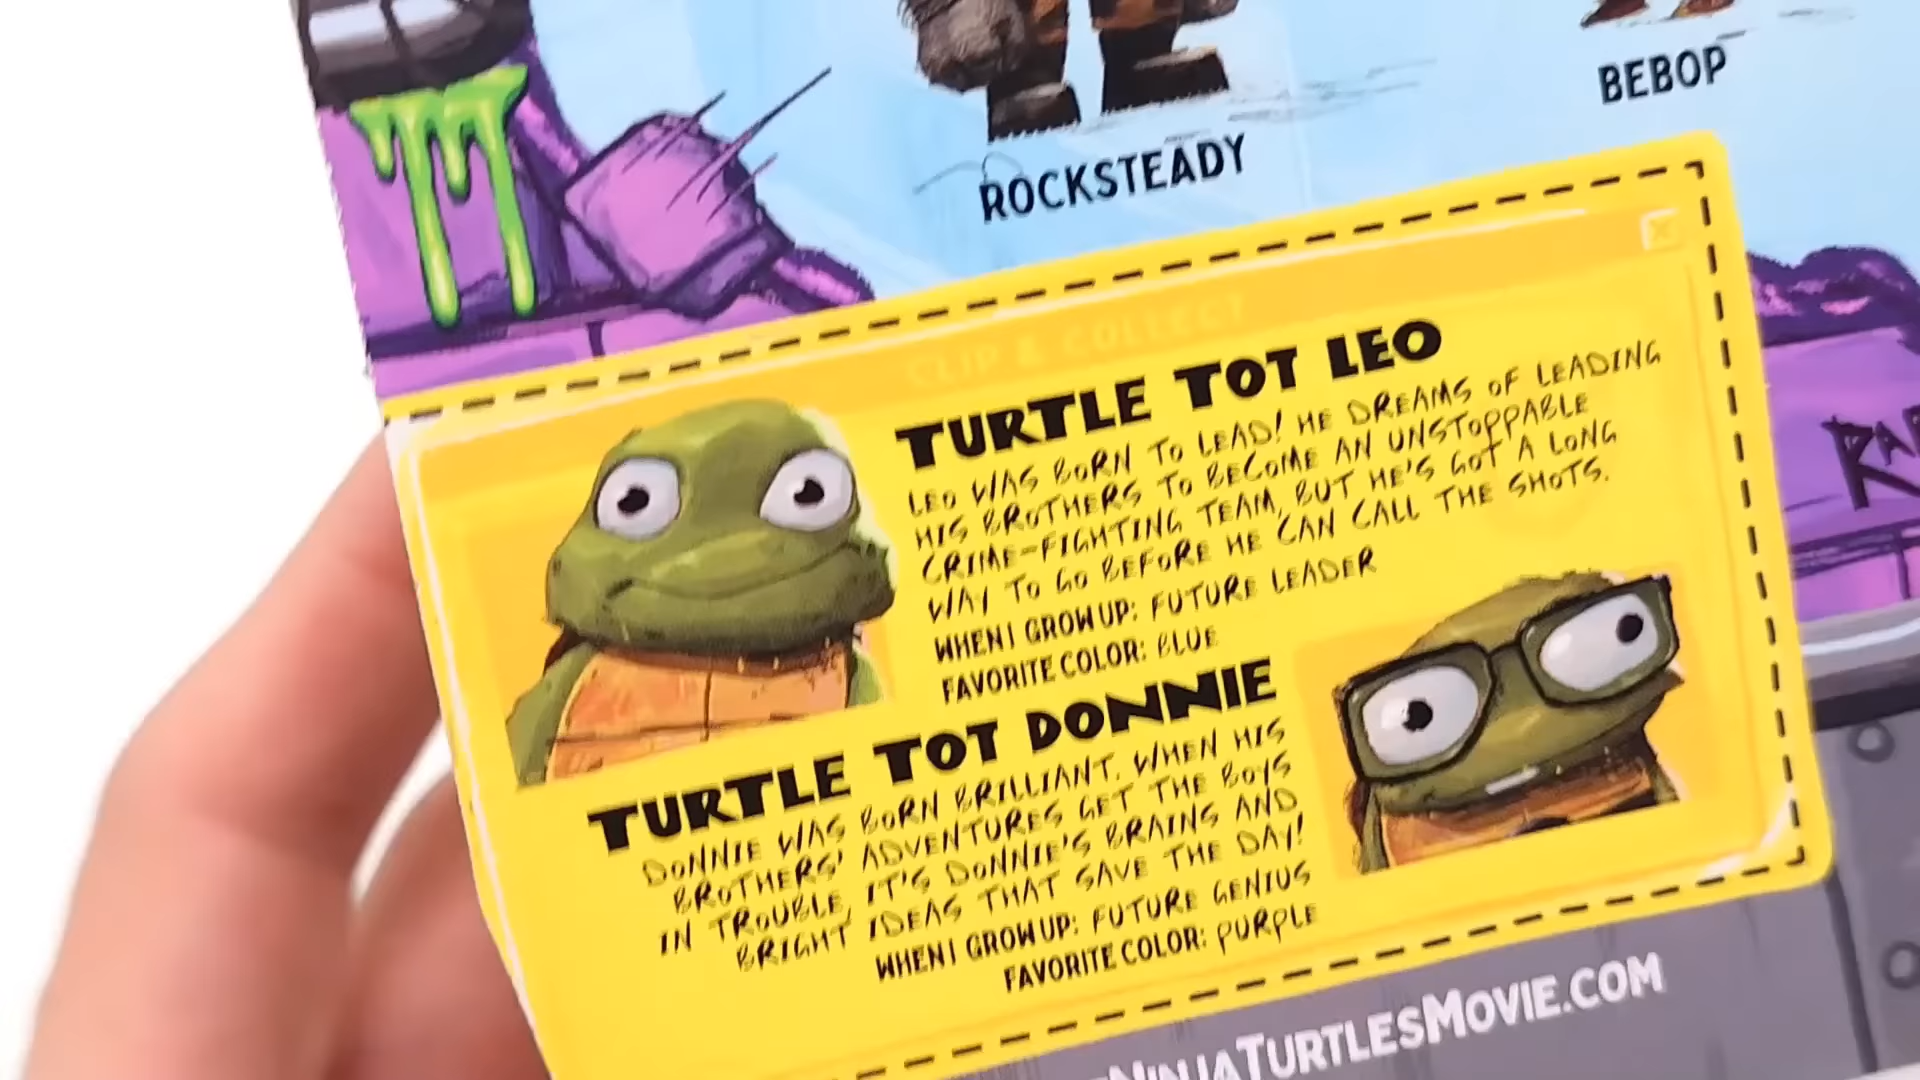 BEBOP
ROCKSTEADY
CLIP & COLLECT
TURTLE TOT LEO
LEO WAS BORN TO LEAD! HE DREAMS OF LEADING
HIS BROTHERS TO BECOME AN UNSTOPPABLE
CRIME-FIGHTING TEAM, BUT HE'S GOT A LONG
WAY TO GO BEFORE HE CAN CALL THE SHOTS.
WHEN I GROW UP: FUTURE LEADER
FAVORITE COLOR: BLUE
TURTLE TOT DONNIE
DONNIE WAS BORN BRILLIANT. WHEN HIS
BROTHERS' ADVENTURES GET THE BOYS
IN TROUBLE, IT'S DONNIE'S BRAINS AND
BRIGHT IDEAS THAT SAVE THE DAY!
WHEN I GROW UP: FUTURE GENIUS
FAVORITE COLOR: PURPLE
NINJATURTLESMOVIE.COM